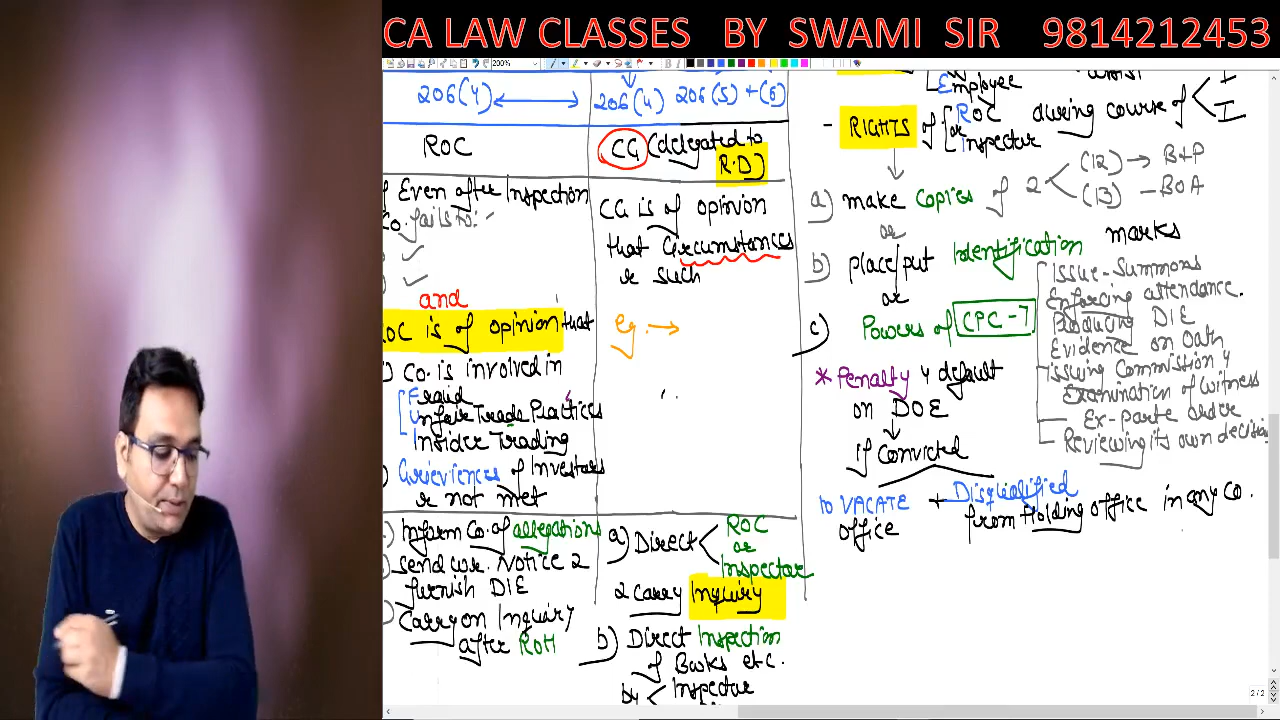 CA LAW CLASSES BY SWAMI SIR 9814212453
200%
206(4) 206(4) 206(5) + (6)
ROC
CG (delegated to R.D)
Even after Inspection
Co. fails to:
and
ROC is of opinion that
Co. is involved in
Fraud
Unfair Trade Practices
Insider Trading
Grieviences of Investors
is not met
Inform Co. of allegations
Send wr. Notice 2
furnish DIE
Carry on Inquiry
after ROH
CG is of opinion
that Circumstances
is such
Eg. →
a) Direct ROC
or
Inspector
2 carry Inquiry
b) Direct Inspection
of Books etc.
by Inspector
Employee
- RIGHTS of ROC or Inspector during course of I I
a) make copies of 2 (12) → B+P
(13) - BOA
or
b) place/put Identification marks
or
c) Powers of CPC-7
Issue-Summons
Enforcing attendance.
Producing DIE
Evidence on Oath
issuing Commission 4
Examination of witness
Ex-parte order
Reviewing its own decision
* Penalty 4 default
on DOE
if Convicted
to VACATE office + Disqualified
from Holding office in any Co.
2/2